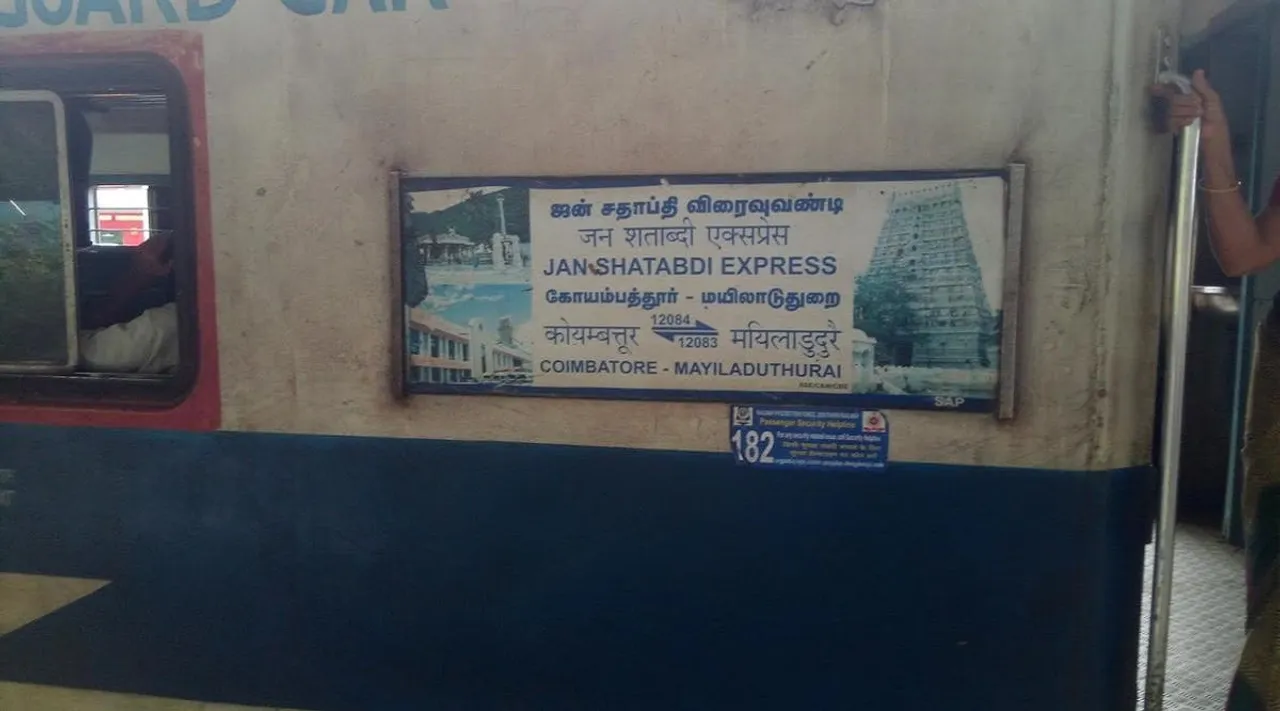 GUARD CAR
ஜன் சதாப்தி விரைவுவண்டி
जन शताब्दी एक्सप्रेस
JAN SHATABDI EXPRESS
கோயம்பத்தூர் - மயிலாடுதுறை
कोयम्बत्तूर 12084 मयिलाडुदुरै
12083
COIMBATORE - MAYILADUTHURAI
SAP
Passenger Security Helpline
182